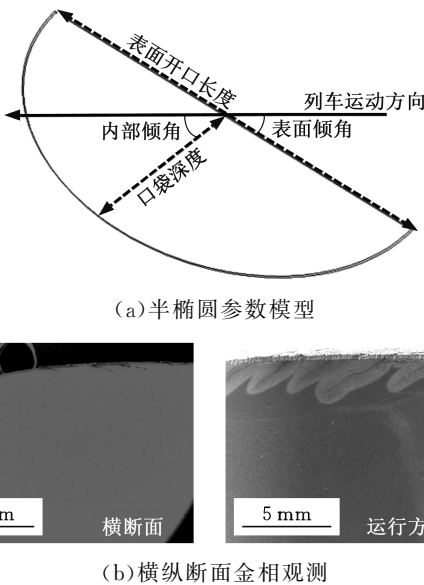 表面开口长度
列车运动方向
内部倾角
表面倾角
口袋深度
(a)半椭圆参数模型
m
横断面
5 mm
运行方
(b)横纵断面金相观测